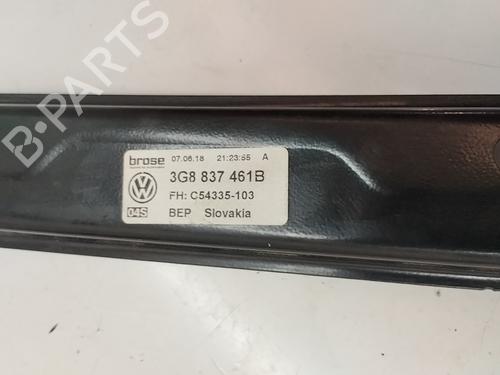 brose 07.06.18 21:23:55 A
3G8 837 461B
FH: C54335-103
04S BEP Slovakia
B-PARTS